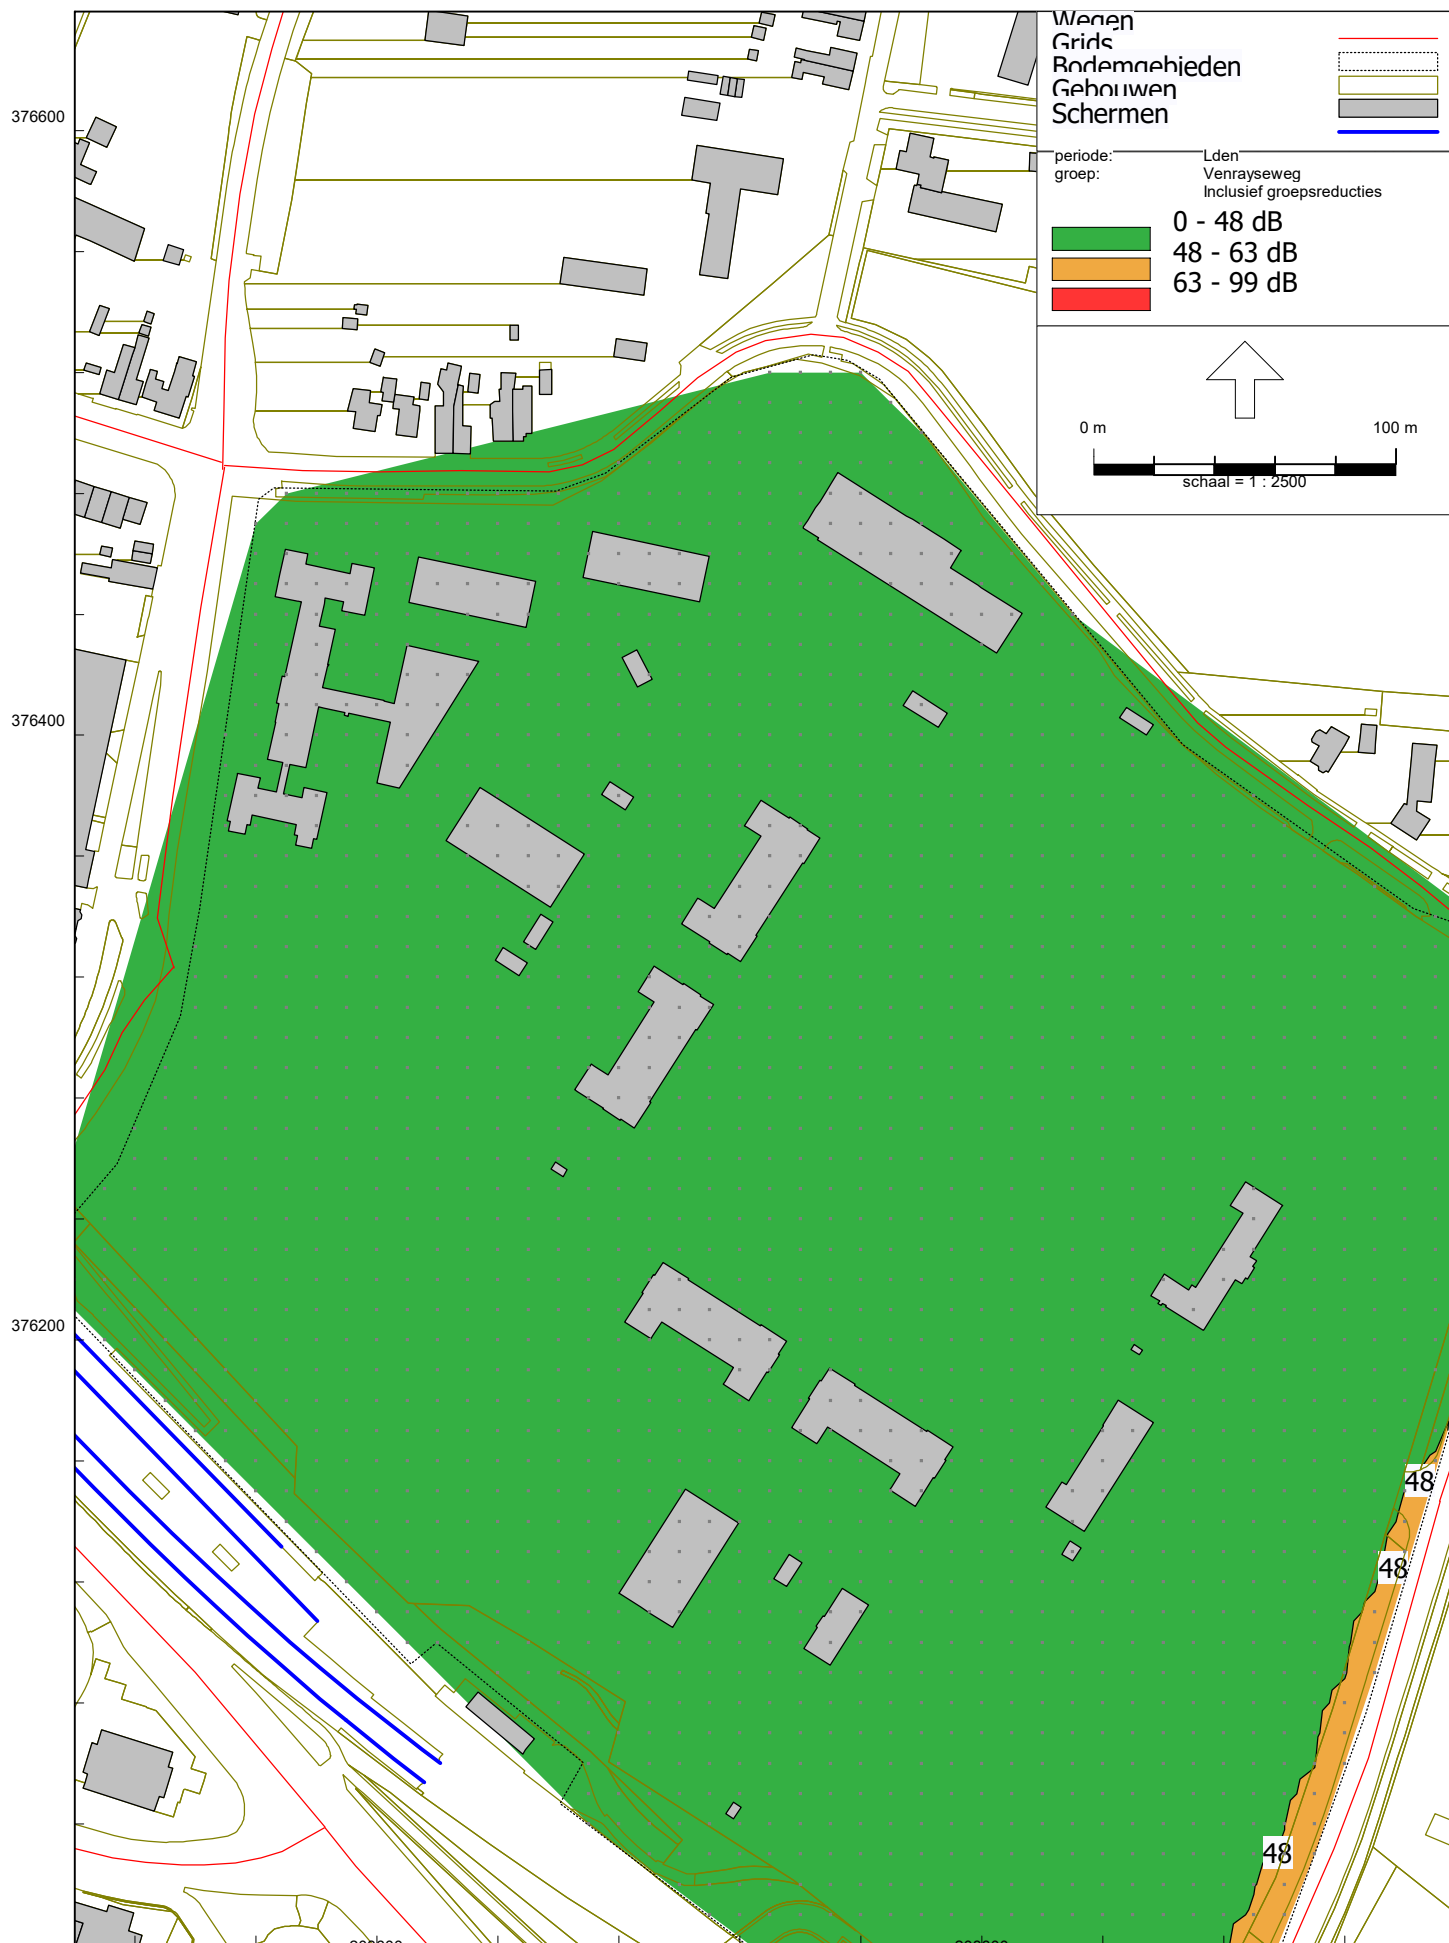 Wegen
Grids
Bodemgebieden
Gebouwen
Schermen
periode: Lden
groep: Venrayseweg
Inclusief groepsreducties
0 - 48 dB
48 - 63 dB
63 - 99 dB
0 m 100 m
schaal = 1 : 2500
376600
376400
376200
48
48
48